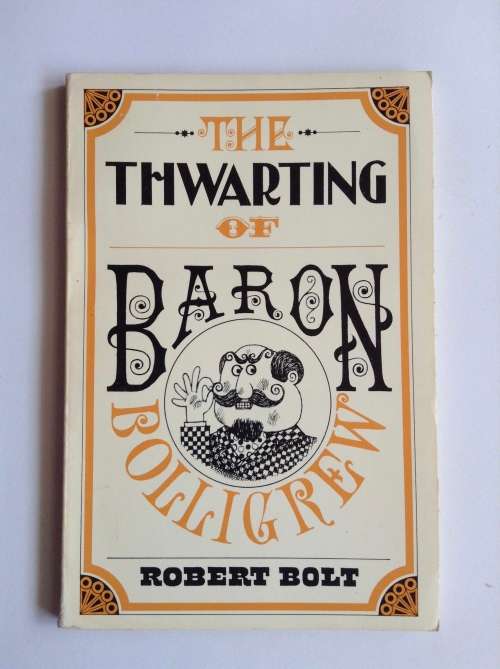 THE
THWARTING
OF
BARON
BOLLIGREW
ROBERT BOLT